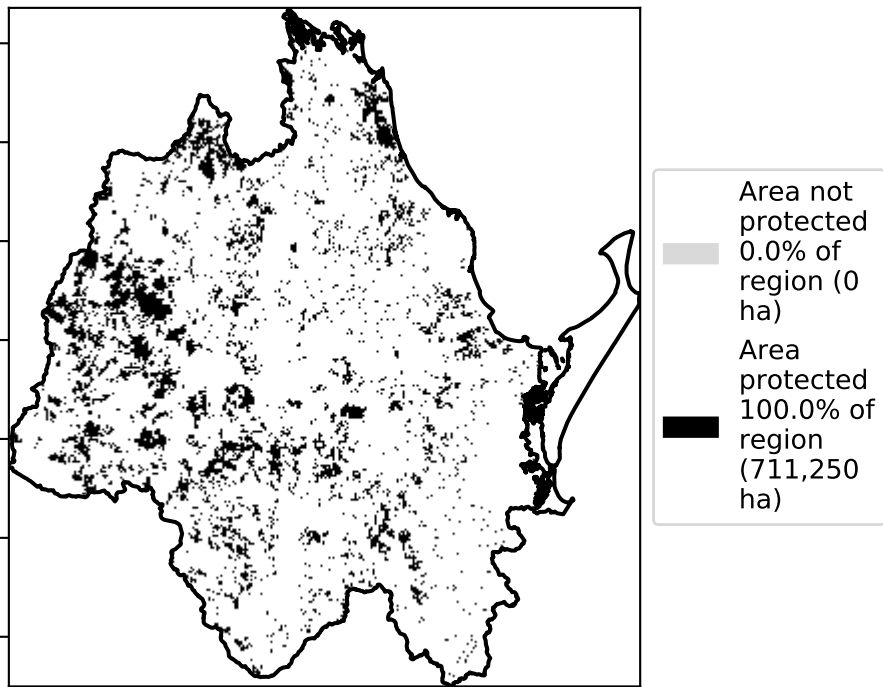 Area not
protected
0.0% of
region (0
ha)
Area
protected
100.0% of
region
(711,250
ha)